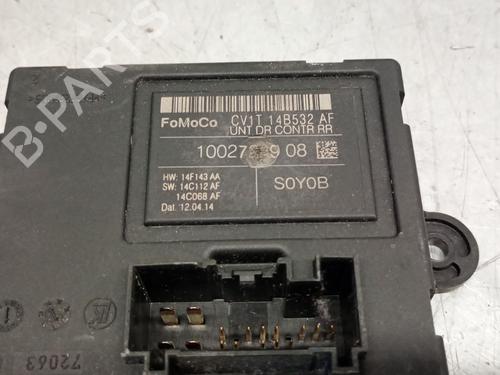 B-PARTS
FoMoCo CV1T 14B532 AF
UNT DR CONTR RR
HW: 14F143 AA
SW: 14C112 AF
14C068 AF
Dat. 12.04.14
S0Y0B
72063